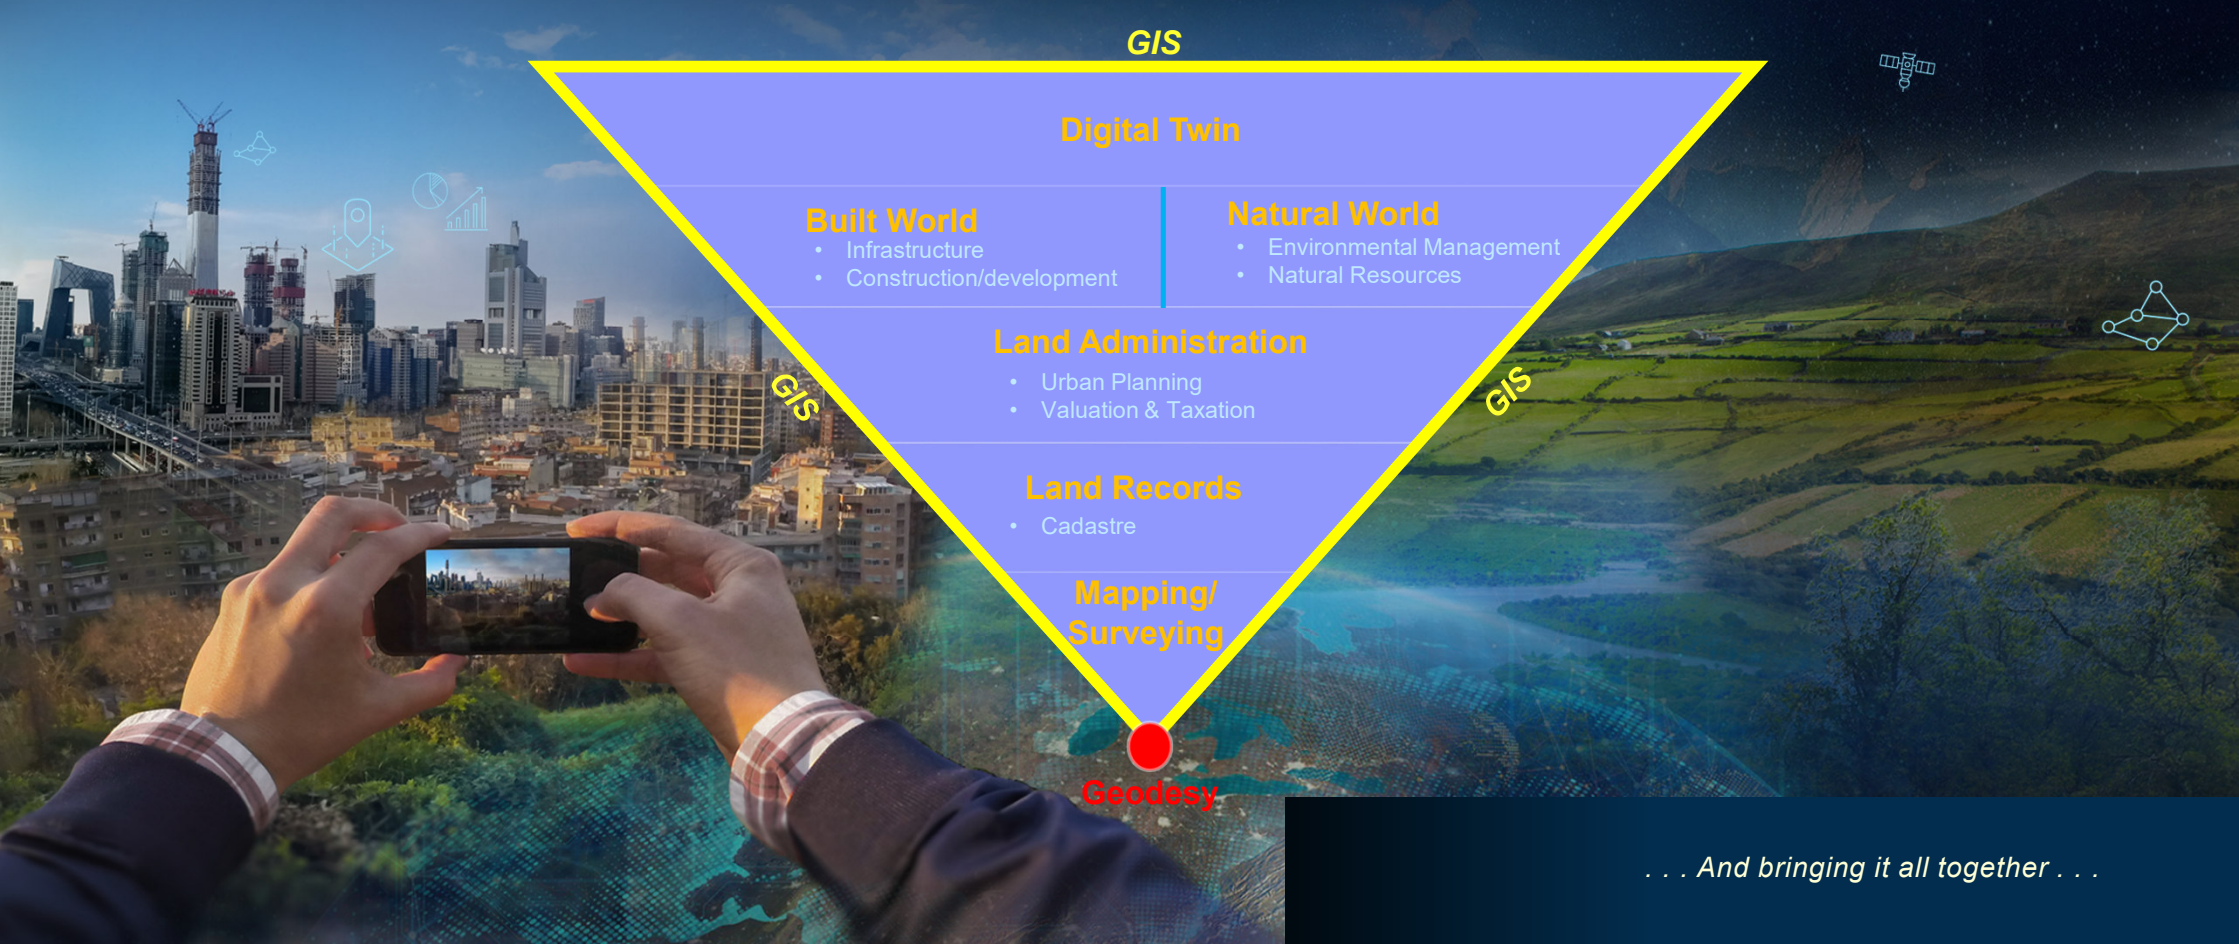 GIS
Digital Twin
Built World
• Infrastructure
• Construction/development
Natural World
• Environmental Management
• Natural Resources
Land Administration
• Urban Planning
• Valuation & Taxation
GIS
GIS
Land Records
• Cadastre
Mapping/
Surveying
Geodesy
. . . And bringing it all together . . .